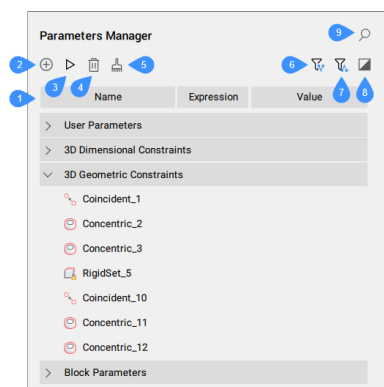 Parameters Manager
9
2
3
4
5
6
7
8
1
Name Expression Value
User Parameters
3D Dimensional Constraints
3D Geometric Constraints
Coincident_1
Concentric_2
Concentric_3
RigidSet_5
Coincident_10
Concentric_11
Concentric_12
Block Parameters